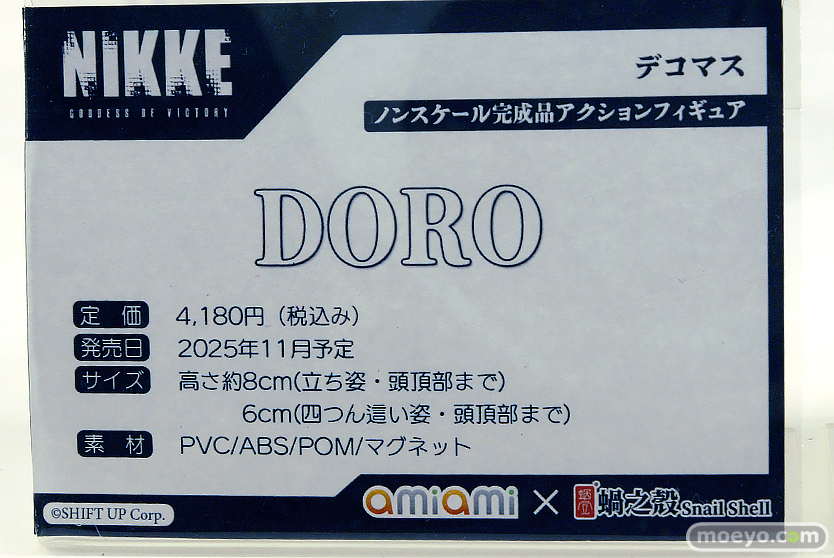 NIKKE
GODDESS OF VICTORY
デコマス
ノンスケール完成品アクションフィギュア
DORO
定価 4,180円（税込み）
発売日 2025年11月予定
サイズ 高さ約8cm(立ち姿・頭頂部まで)
6cm(四つん這い姿・頭頂部まで)
素材 PVC/ABS/POM/マグネット
©SHIFT UP Corp.
amiami × 蝸之殼 Snail Shell
moeyo.com